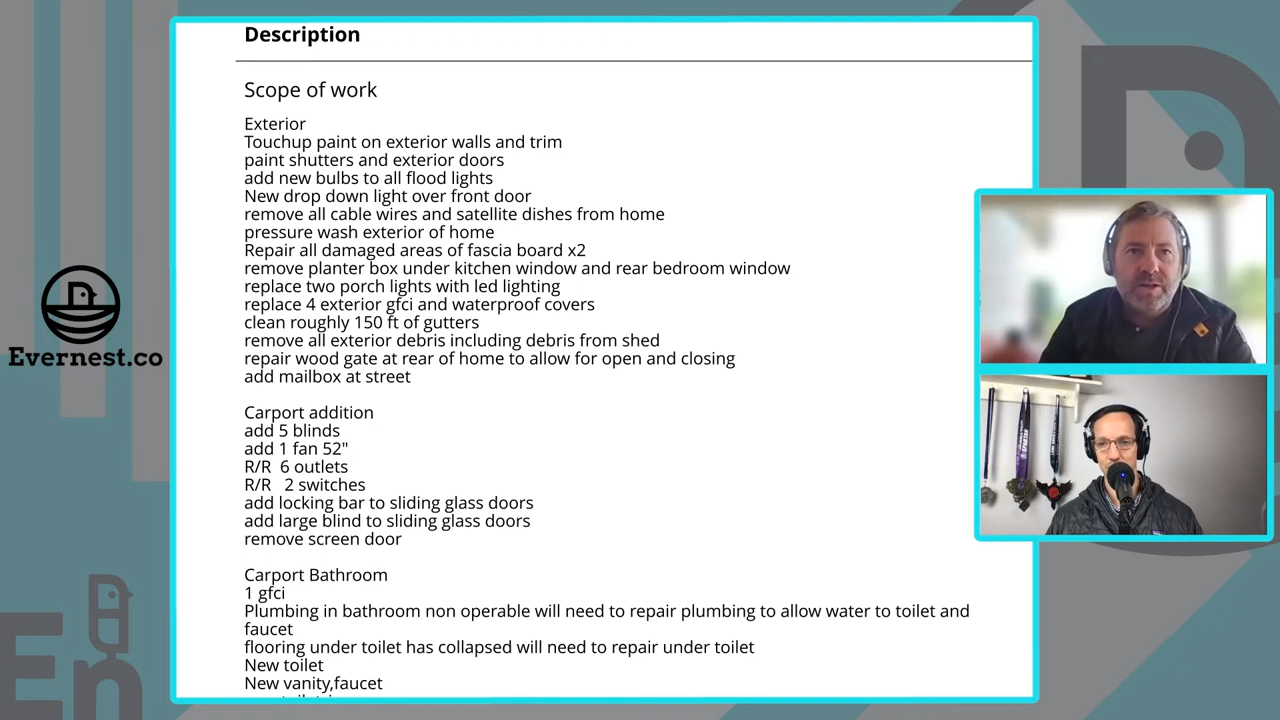 Description
Scope of work
Exterior
Touchup paint on exterior walls and trim
paint shutters and exterior doors
add new bulbs to all flood lights
New drop down light over front door
remove all cable wires and satellite dishes from home
pressure wash exterior of home
Repair all damaged areas of fascia board x2
remove planter box under kitchen window and rear bedroom window
replace two porch lights with led lighting
replace 4 exterior gfci and waterproof covers
clean roughly 150 ft of gutters
remove all exterior debris including debris from shed
repair wood gate at rear of home to allow for open and closing
add mailbox at street
Carport addition
add 5 blinds
add 1 fan 52"
R/R 6 outlets
R/R 2 switches
add locking bar to sliding glass doors
add large blind to sliding glass doors
remove screen door
Carport Bathroom
1 gfci
Plumbing in bathroom non operable will need to repair plumbing to allow water to toilet and
faucet
flooring under toilet has collapsed will need to repair under toilet
New toilet
New vanity,faucet
Evernest.co
En